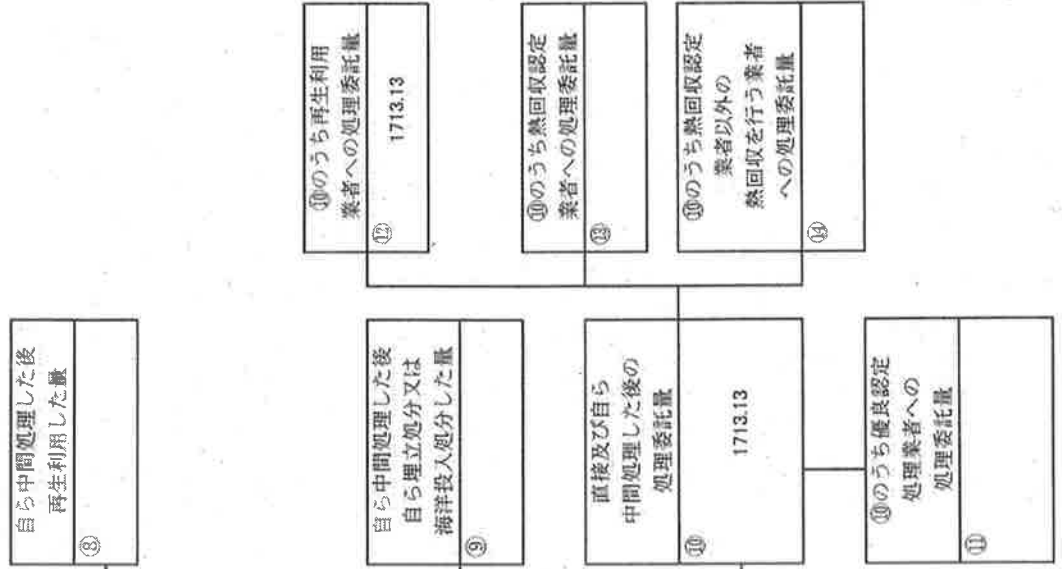 自ら中間処理した後
再生利用した量
⑧
自ら中間処理した後
自ら埋立処分又は
海洋投入処分した量
⑨
直接及び自ら
中間処理した後の
処理委託量
⑩
1713.13
⑩のうち優良認定
処理業者への
処理委託量
⑪
⑩のうち再生利用
業者への処理委託量
⑫
1713.13
⑩のうち熱回収認定
業者への処理委託量
⑬
⑩のうち熱回収認定
業者以外の
熱回収を行う業者
への処理委託量
⑭